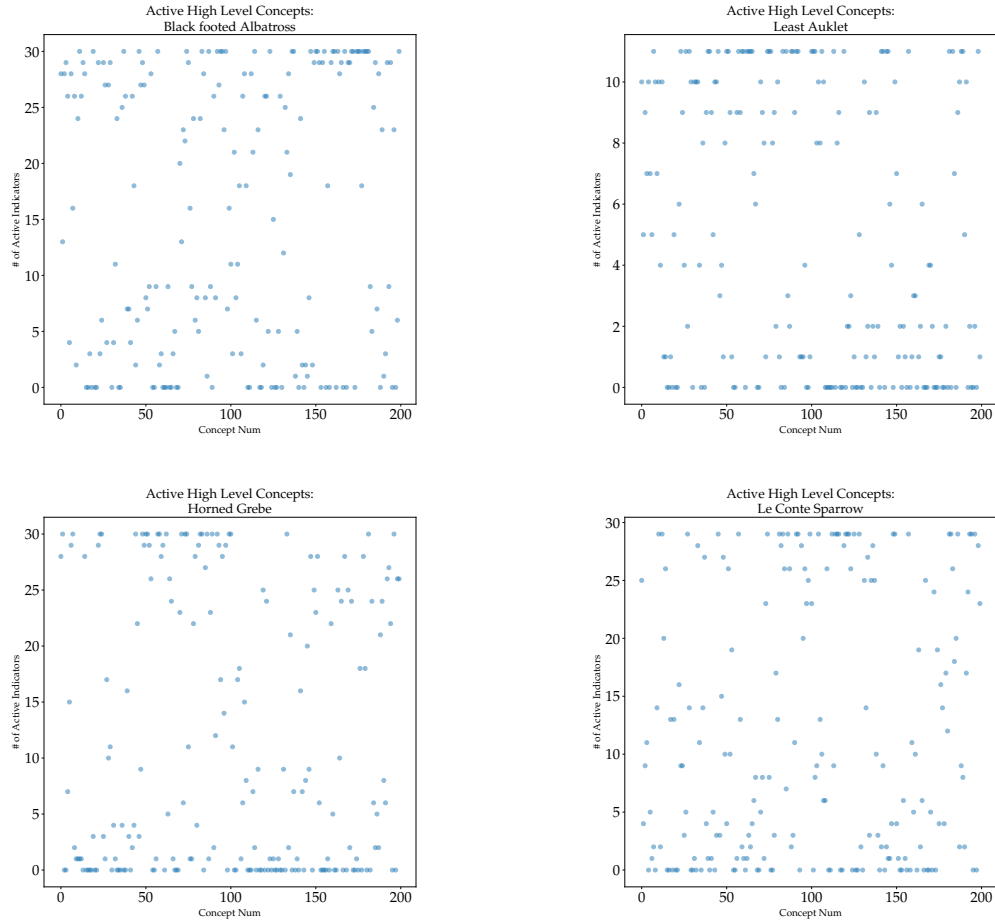 Active High Level Concepts:
Black footed Albatross
30
25
20
15
10
5
0
# of Active Indicators
0 50 100 150 200
Concept Num
Active High Level Concepts:
Least Auklet
10
8
6
4
2
0
# of Active Indicators
0 50 100 150 200
Concept Num
Active High Level Concepts:
Horned Grebe
30
25
20
15
10
5
0
# of Active Indicators
0 50 100 150 200
Concept Num
Active High Level Concepts:
Le Conte Sparrow
30
25
20
15
10
5
0
# of Active Indicators
0 50 100 150 200
Concept Num